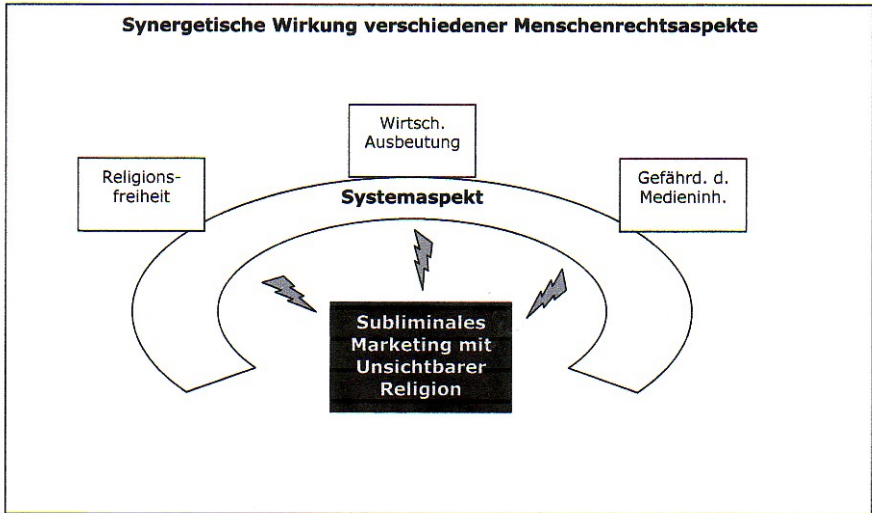 Synergetische Wirkung verschiedener Menschenrechtsaspekte
Wirtsch.
Ausbeutung
Religions-
freiheit
Gefährd. d.
Medieninh.
Systemaspekt
Subliminales
Marketing mit
Unsichtbarer
Religion